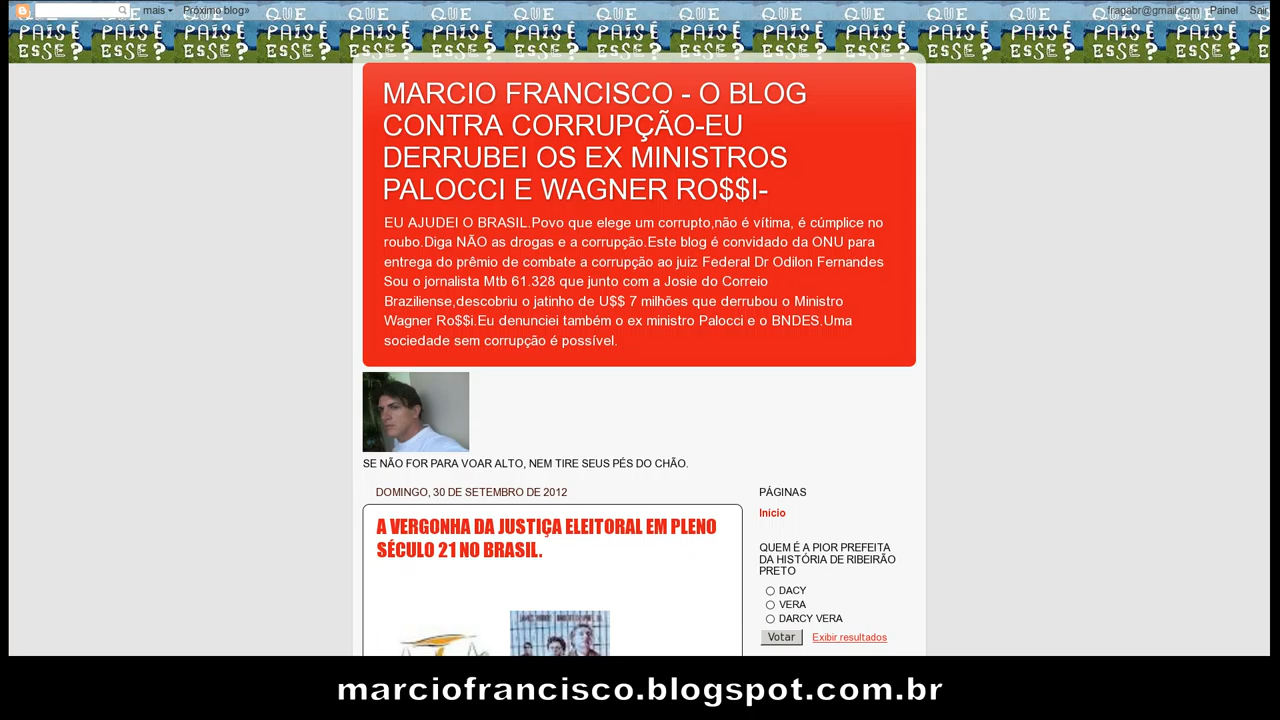 mais
Próximo blog»
fragabr@gmail.com
Painel
Sair
QUE PAÍS É ESSE?
MARCIO FRANCISCO - O BLOG
CONTRA CORRUPÇÃO-EU
DERRUBEI OS EX MINISTROS
PALOCCI E WAGNER RO$$I-
EU AJUDEI O BRASIL.Povo que elege um corrupto,não é vítima, é cúmplice no
roubo.Diga NÃO as drogas e a corrupção.Este blog é convidado da ONU para
entrega do prêmio de combate a corrupção ao juiz Federal Dr Odilon Fernandes
Sou o jornalista Mtb 61.328 que junto com a Josie do Correio
Braziliense,descobriu o jatinho de U$$ 7 milhões que derrubou o Ministro
Wagner Ro$$i.Eu denunciei também o ex ministro Palocci e o BNDES.Uma
sociedade sem corrupção é possível.
SE NÃO FOR PARA VOAR ALTO, NEM TIRE SEUS PÉS DO CHÃO.
DOMINGO, 30 DE SETEMBRO DE 2012
A VERGONHA DA JUSTIÇA ELEITORAL EM PLENO
SÉCULO 21 NO BRASIL.
PÁGINAS
Início
QUEM É A PIOR PREFEITA
DA HISTÓRIA DE RIBEIRÃO
PRETO
DACY
VERA
DARCY VERA
Votar
Exibir resultados
marciofrancisco.blogspot.com.br